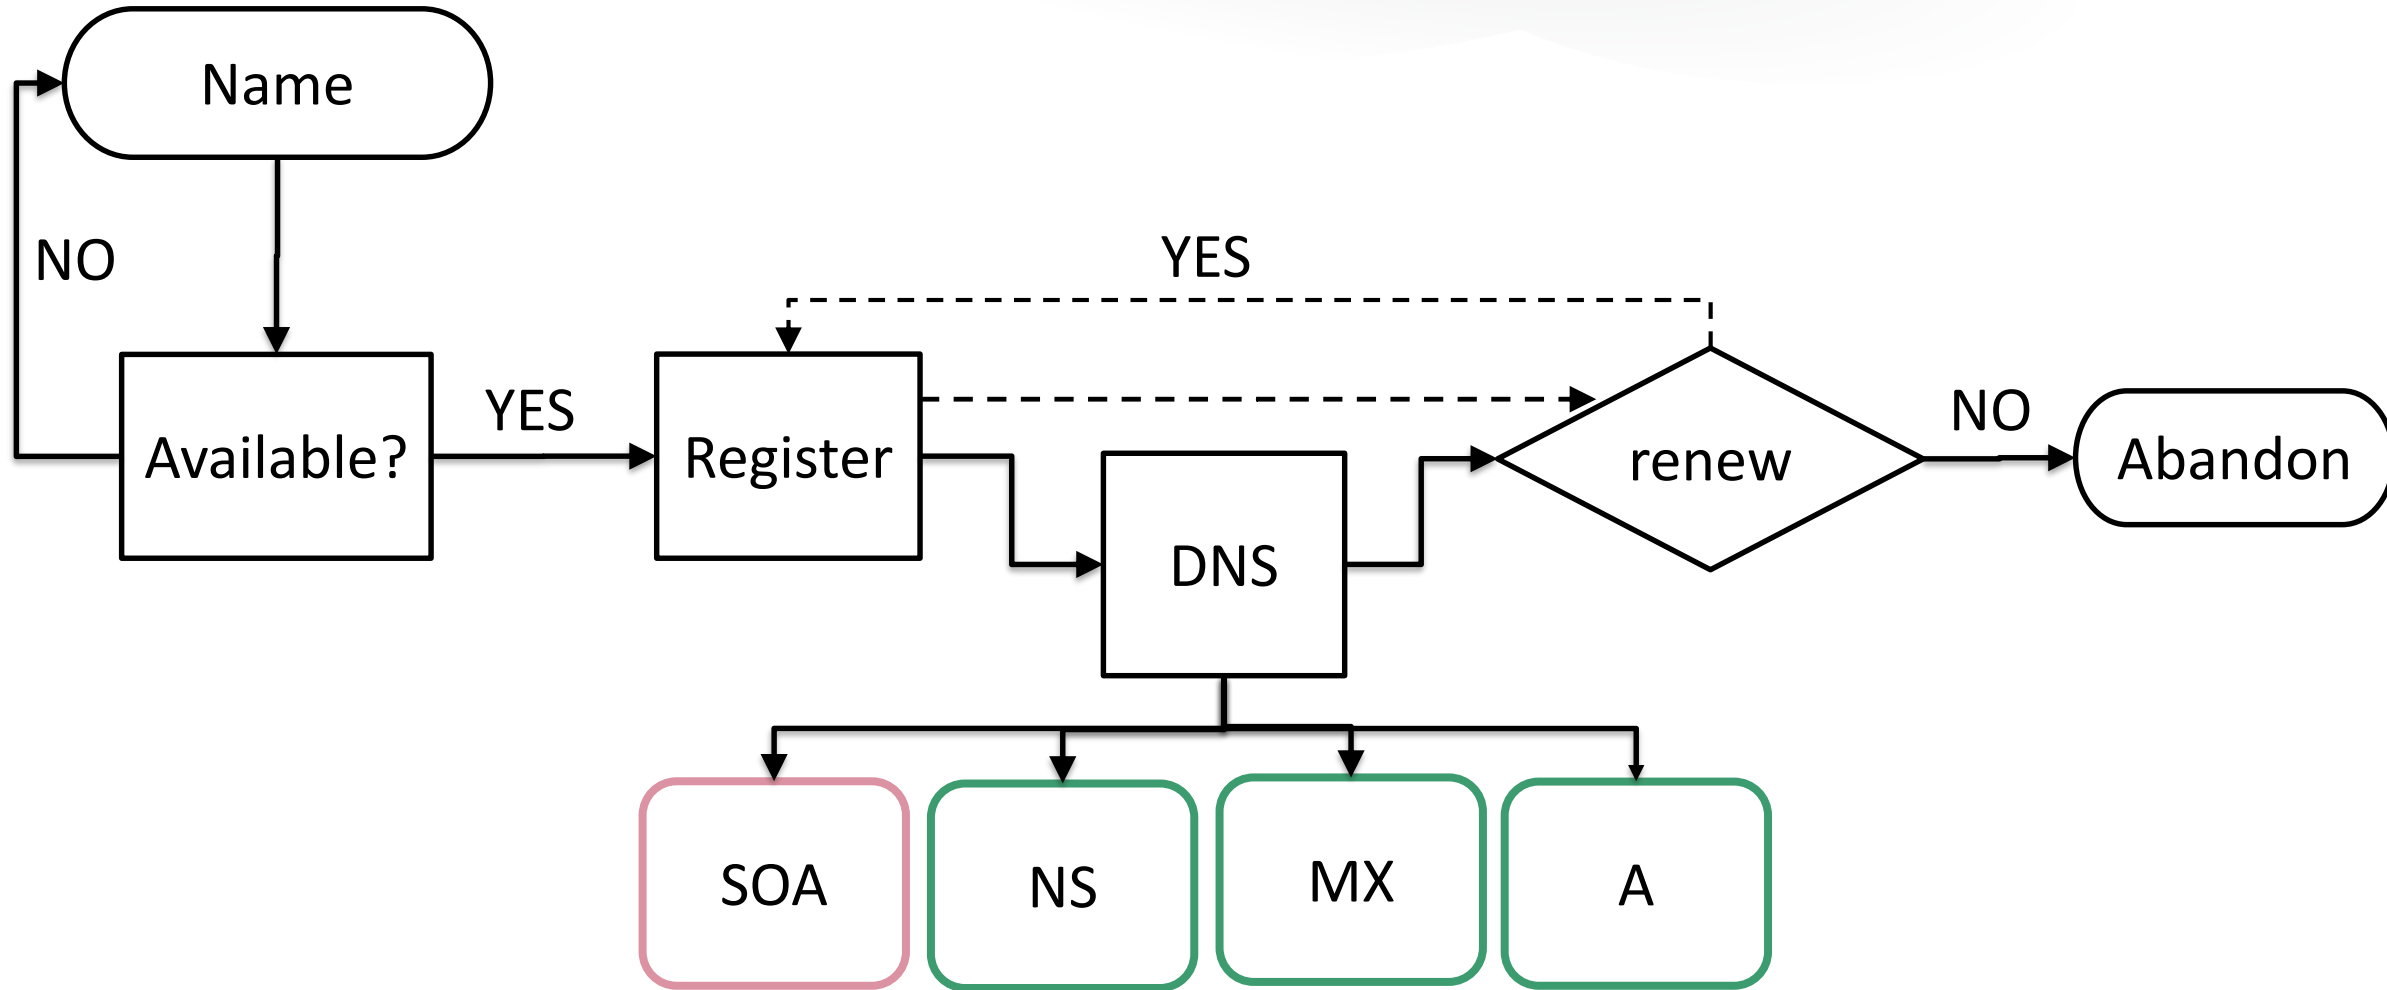 Name
NO
YES
Available?
YES
Register
renew
NO
Abandon
DNS
SOA
NS
MX
A